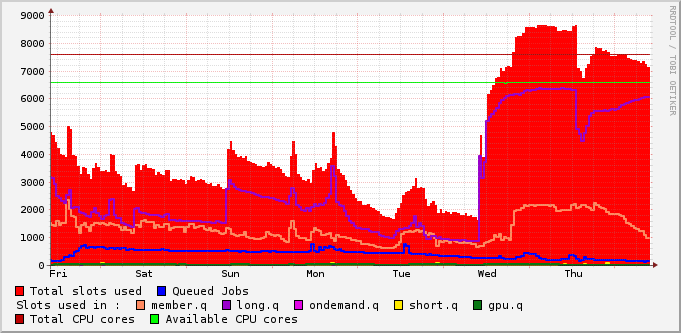 RRDTOOL / TOBI OETIKER
9000
8000
7000
6000
5000
4000
3000
2000
1000
0
Fri Sat Sun Mon Tue Wed Thu
Total slots used Queued Jobs
Slots used in : member.q long.q ondemand.q short.q gpu.q
Total CPU cores Available CPU cores